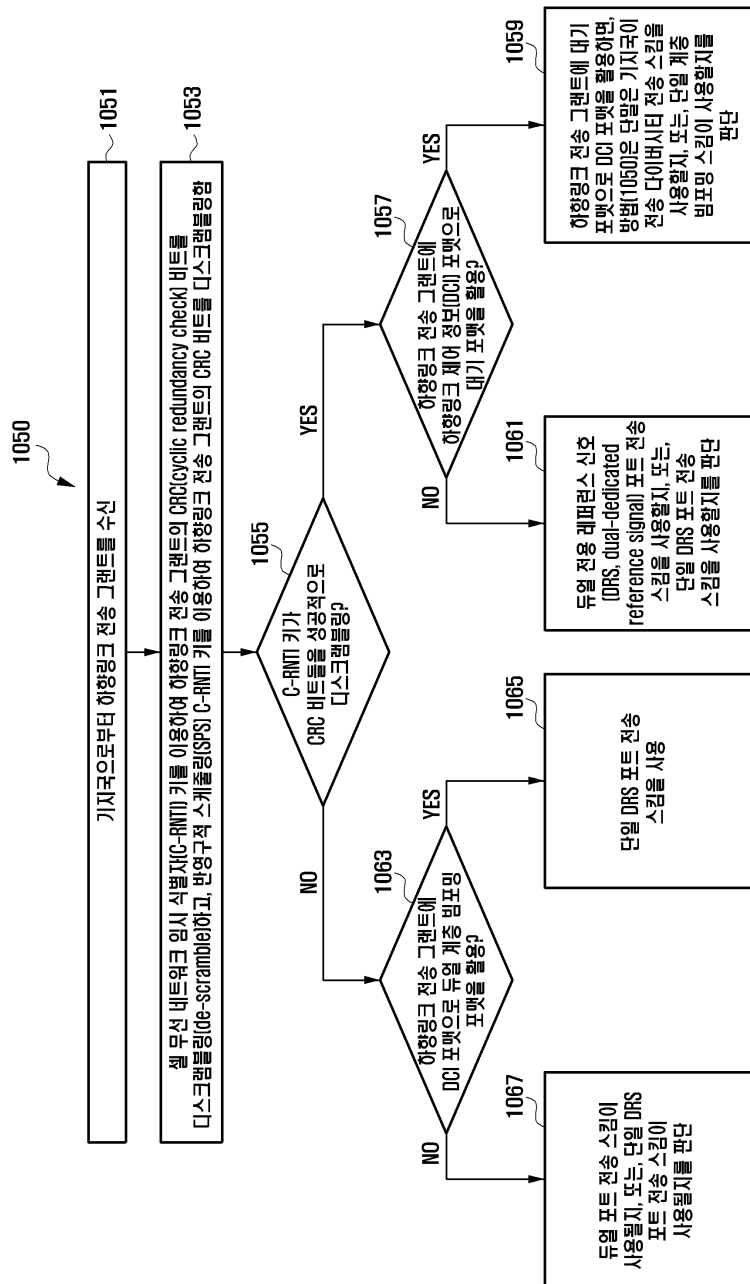 1050
1051
기지국으로부터 하향링크 전송 그랜트를 수신
1053
셀 무선 네트워크 임시 식별자(C-RNTI) 키를 이용하여 하향링크 전송 그랜트의 CRC(cyclic redundancy check) 비트를
디스크램블링(de-scramble)하고, 반영구적 스케줄링(SPS) C-RNTI 키를 이용하여 하향링크 전송 그랜트의 CRC 비트를 디스크램블링함
1055
C-RNTI 키가
CRC 비트들을 성공적으로
디스크램블링?
NO
YES
1063
하향링크 전송 그랜트에
DCI 포맷으로 듀얼 계층 빔포밍
포맷을 활용?
1057
하향링크 전송 그랜트에
하향링크 제어 정보(DCI) 포맷으로
대기 포맷을 활용?
NO
YES
NO
YES
1067
듀얼 포트 전송 스킴이
사용될지, 또는, 단일 DRS
포트 전송 스킴이
사용될지를 판단
1065
단일 DRS 포트 전송
스킴을 사용
1061
듀얼 전용 레퍼런스 신호
(DRS, dual-dedicated
reference signal) 포트 전송
스킴을 사용할지, 또는,
단일 DRS 포트 전송
스킴을 사용할지를 판단
1059
하향링크 전송 그랜트에 대기
포맷으로 DCI 포맷을 활용하면,
방법(1050)은 단말은 기지국이
전송 다이버시티 전송 스킴을
사용할지, 또는, 단일 계층
빔포밍 스킴이 사용할지를
판단